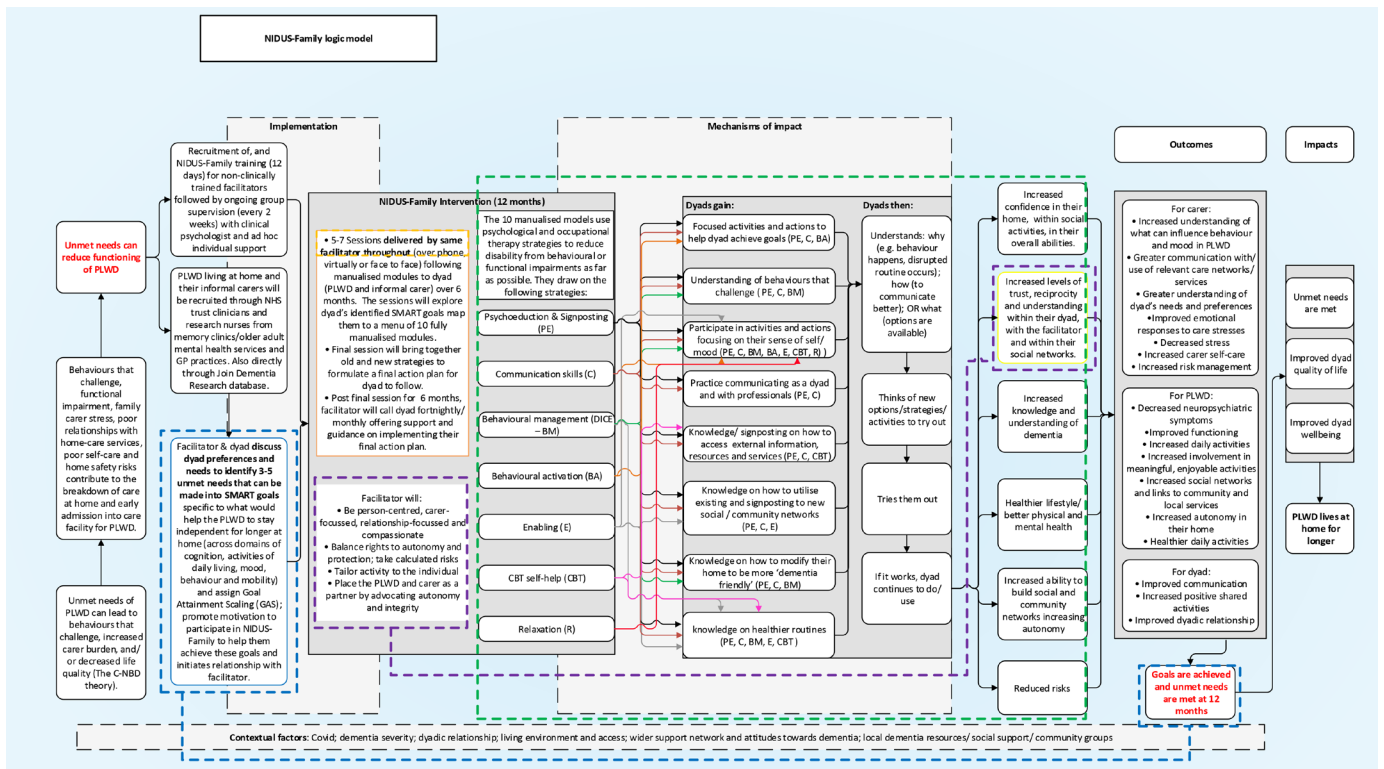 NIDUS-Family logic model
Implementation
Mechanisms of impact
Outcomes
Impacts
Unmet needs can
reduce functioning
of PLWD
Behaviours that
challenge,
functional
impairment, family
carer stress, poor
relationships with
home-care services,
poor self-care and
home safety risks
contribute to the
breakdown of care
at home and early
admission into care
facility for PLWD.
Unmet needs of
PLWD can lead to
behaviours that
challenge, increased
carer burden, and/
or decreased life
quality (The C-NBD
theory).
Recruitment of, and
NIDUS-Family training (12
days) for non-clinically
trained facilitators
followed by ongoing group
supervision (every 2
weeks) with clinical
psychologist and ad hoc
individual support
PLWD living at home and
their informal carers will
be recruited through NHS
trust clinicians and
research nurses from
memory clinics/older adult
mental health services and
GP practices. Also directly
through Join Dementia
Research database.
Facilitator & dyad discuss
dyad preferences and
needs to identify 3-5
unmet needs that can be
made into SMART goals
specific to what would
help the PLWD to stay
independent for longer at
home (across domains of
cognition, activities of
daily living, mood,
behaviour and mobility)
and assign Goal
Attainment Scaling (GAS);
promote motivation to
participate in NIDUS-
Family to help them
achieve these goals and
initiates relationship with
facilitator.
NIDUS-Family Intervention (12 months)
• 5-7 Sessions delivered by same
facilitator throughout (over phone,
virtually or face to face) following
manualised modules to dyad
(PLWD and informal carer) over 6
months. The sessions will explore
dyad's identified SMART goals map
them to a menu of 10 fully
manualised modules.
• Final session will bring together
old and new strategies to
formulate a final action plan for
dyad to follow.
• Post final session for 6 months,
facilitator will call dyad fortnightly/
monthly offering support and
guidance on implementing their
final action plan.
Facilitator will:
• Be person-centred, carer-
focussed, relationship-focussed and
compassionate
• Balance rights to autonomy and
protection; take calculated risks
• Tailor activity to the individual
• Place the PLWD and carer as a
partner by advocating autonomy
and integrity
The 10 manualised models use
psychological and occupational
therapy strategies to reduce
disability from behavioural or
functional impairments as far
as possible. They draw on the
following strategies:
Psychoeduction & Signposting
(PE)
Communication skills (C)
Behavioural management (DICE
– BM)
Behavioural activation (BA)
Enabling (E)
CBT self-help (CBT)
Relaxation (R)
Dyads gain:
Focused activities and actions to
help dyad achieve goals (PE, C, BA)
Understanding of behaviours that
challenge ( PE, C, BM)
Participate in activities and actions
focusing on their sense of self/
mood (PE, C, BM, BA, E, CBT, R )
Practice communicating as a dyad
and with professionals (PE, C)
Knowledge/ signposting on how to
access external information,
resources and services (PE, C, CBT)
Knowledge on how to utilise
existing and signposting to new
social / community networks
(PE, C, E)
Knowledge on how to modify their
home to be more 'dementia
friendly' (PE, C, BM)
knowledge on healthier routines
(PE, C, BM, E, CBT )
Dyads then:
Understands: why
(e.g. behaviour
happens, disrupted
routine occurs);
how (to
communicate
better); OR what
(options are
available)
Thinks of new
options/strategies/
activities to try out
Tries them out
If it works, dyad
continues to do/
use
Increased
confidence in their
home, within social
activities, in their
overall abilities.
Increased levels of
trust, reciprocity and
understanding
within their dyad,
with the facilitator
and within their
social networks.
Increased
knowledge and
understanding of
dementia
Healthier lifestyle/
better physical and
mental health
Increased ability to
build social and
community
networks increasing
autonomy
Reduced risks
For carer:
• Increased understanding of
what can influence behaviour
and mood in PLWD
• Greater communication with/
use of relevant care networks/
services
• Greater understanding of
dyad's needs and preferences
• Improved emotional
responses to care stresses
• Decreased stress
• Increased carer self-care
• Increased risk management
For PLWD:
• Decreased neuropsychiatric
symptoms
• Improved functioning
• Increased daily activities
• Increased involvement in
meaningful, enjoyable activities
• Increased social networks
and links to community and
local services
• Increased autonomy in
their home
• Healthier daily activities
For dyad:
• Improved communication
• Increased positive shared
activities
• Improved dyadic relationship
Goals are achieved
and unmet needs
are met at 12
months
Unmet needs
are met
Improved dyad
quality of life
Improved dyad
wellbeing
PLWD lives at
home for
longer
Contextual factors: Covid; dementia severity; dyadic relationship; living environment and access; wider support network and attitudes towards dementia; local dementia resources/ social support/ community groups